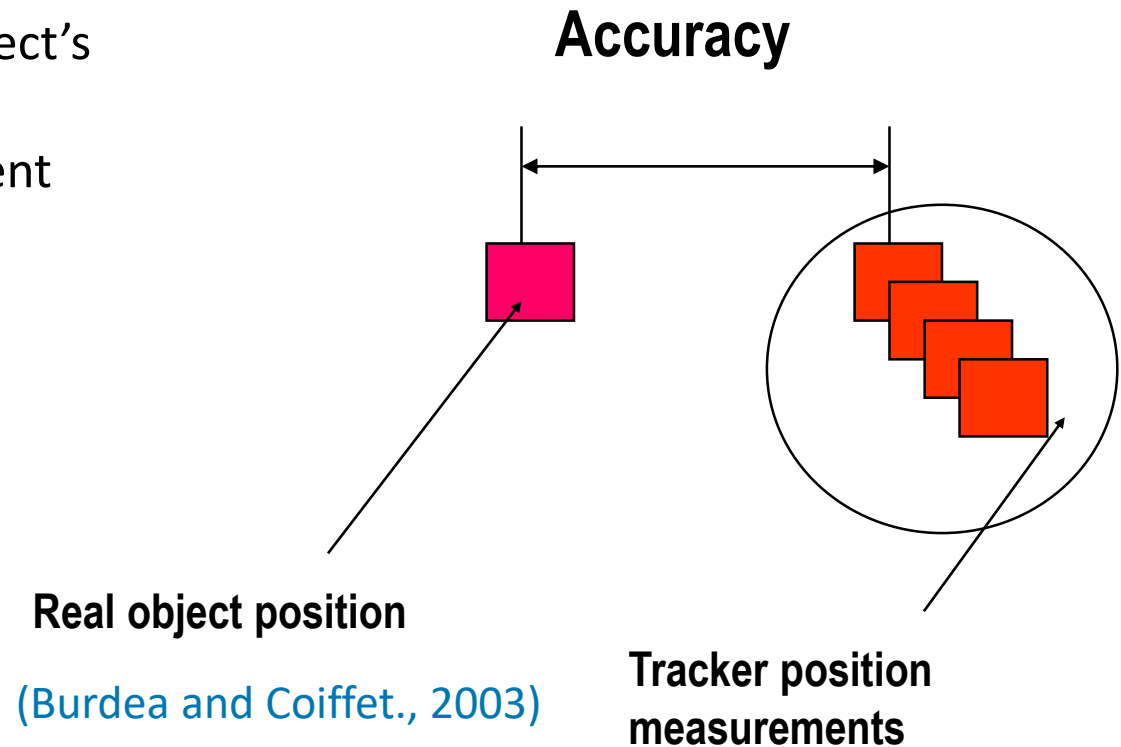 ect's
Accuracy
ent
Real object position
(Burdea and Coiffet., 2003)
Tracker position
measurements